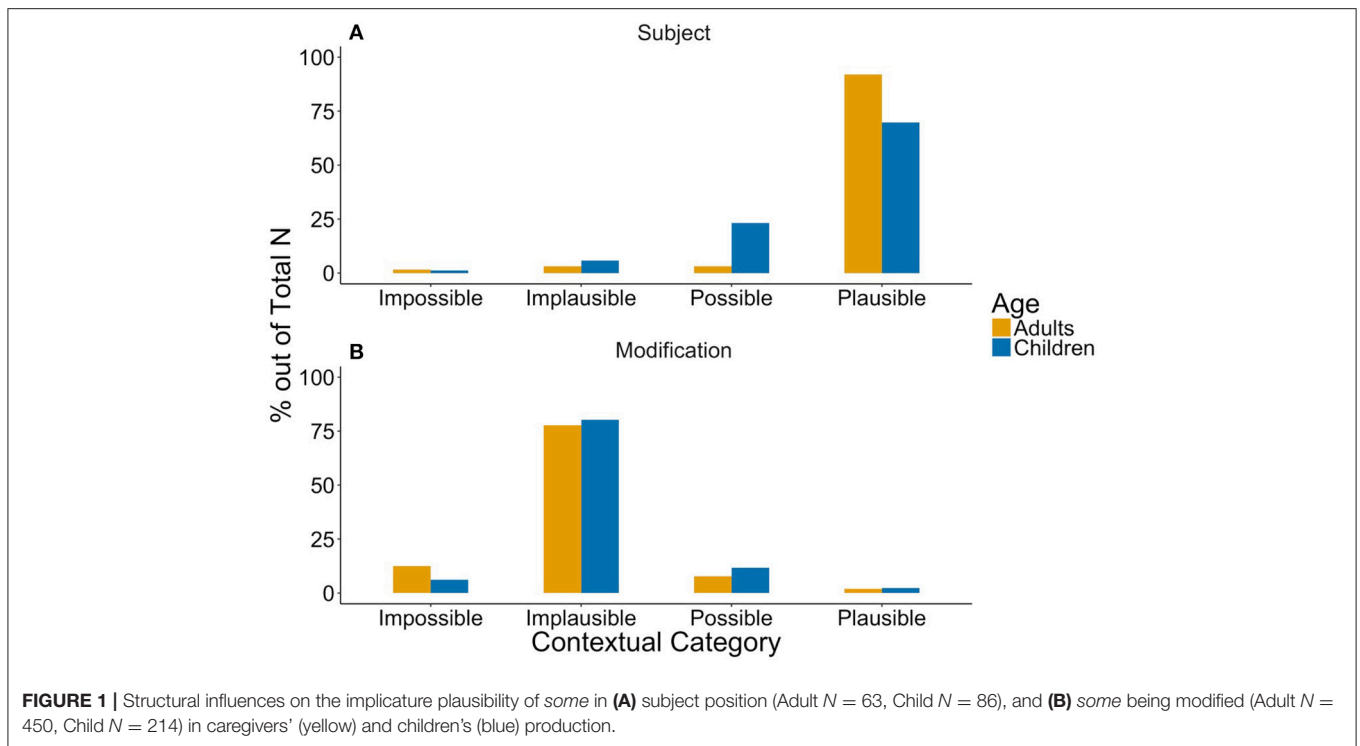 A
Subject
100
75
50
25
0
Impossible
Implausible
Possible
Plausible
B
Modification
100
75
50
25
0
Impossible
Implausible
Possible
Plausible
% out of Total N
Contextual Category
Age
Adults
Children
FIGURE 1 | Structural influences on the implicature plausibility of some in (A) subject position (Adult N = 63, Child N = 86), and (B) some being modified (Adult N =
450, Child N = 214) in caregivers' (yellow) and children's (blue) production.